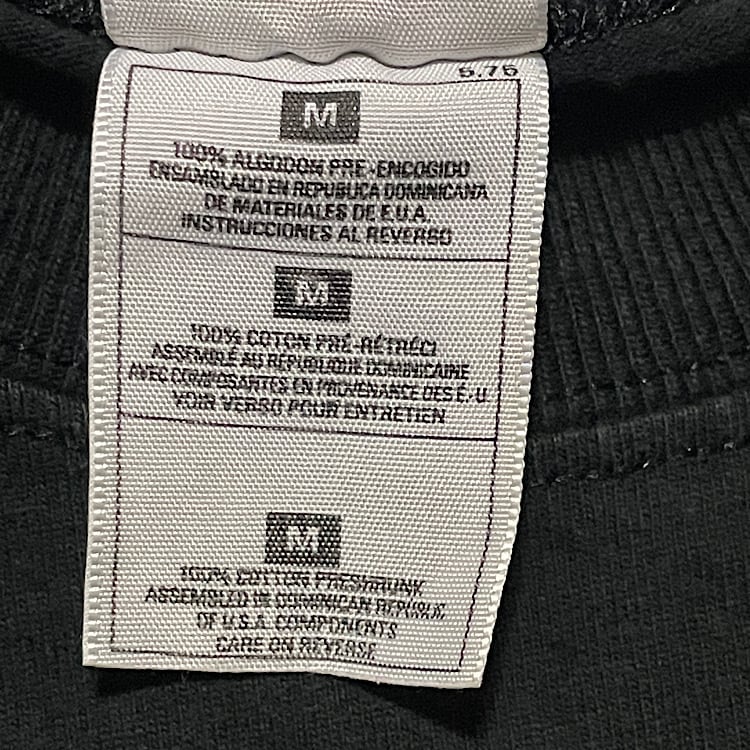 5.75
M
100% ALGODON PRE-ENCOGIDO
ENSAMBLADO EN REPUBLICA DOMINICANA
DE MATERIALES DE E.U.A.
INSTRUCCIONES AL REVERSO
M
100% COTON PRÉ-RÉTRÉCI
ASSEMBLÉ AU REPUBLIQUE DOMINICAINE
AVEC COMPOSANTES EN PROVENANCE DES É.-U
VOIR VERSO POUR ENTRETIEN
M
100% COTTON PRESHRUNK
ASSEMBLED IN DOMINICAN REPUBLIC
OF U.S.A. COMPONENTS
CARE ON REVERSE